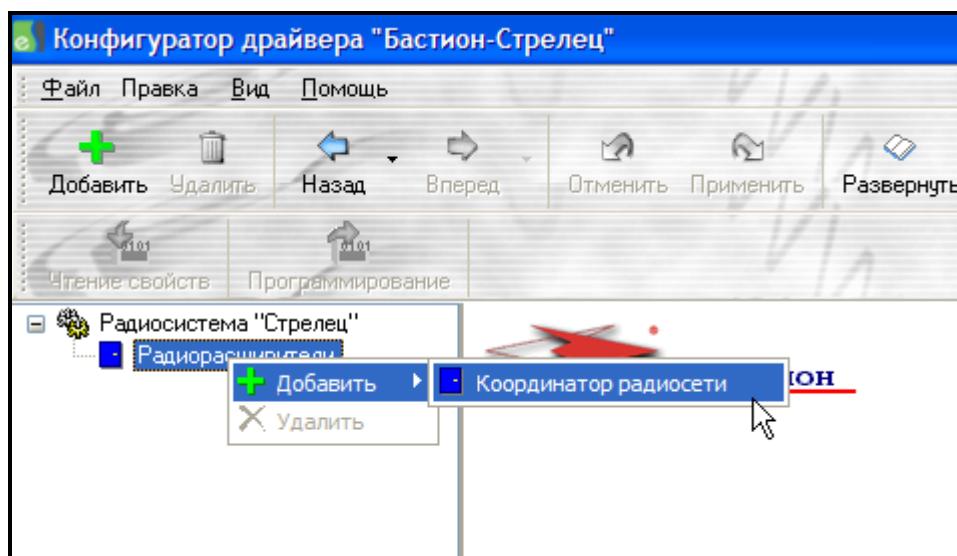 Конфигуратор драйвера "Бастион-Стрелец"
Файл Правка Вид Помощь
Добавить Удалить Назад Вперед Отменить Применить Развернуть
Чтение свойств Программирование
Радиосистема "Стрелец"
Радиорасширители
Добавить Координатор радиосети
Удалить